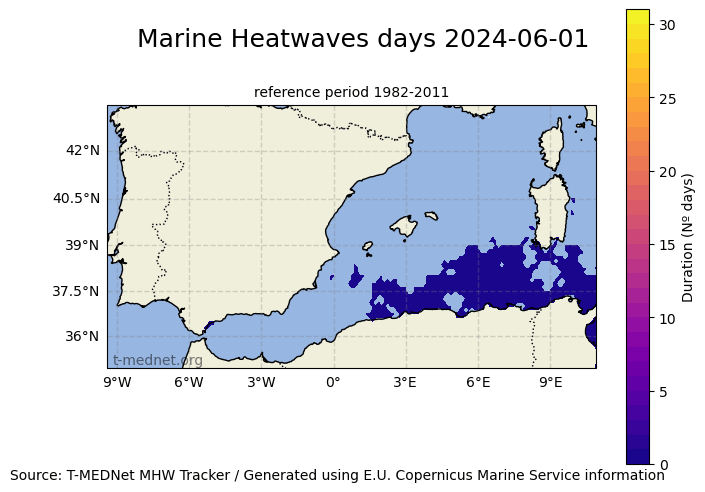 Marine Heatwaves days 2024-06-01
reference period 1982-2011
42°N
40.5°N
39°N
37.5°N
36°N
t-mednet.org
9°W 6°W 3°W 0° 3°E 6°E 9°E
30
25
20
15
10
5
0
Duration (Nº days)
Source: T-MEDNet MHW Tracker / Generated using E.U. Copernicus Marine Service information